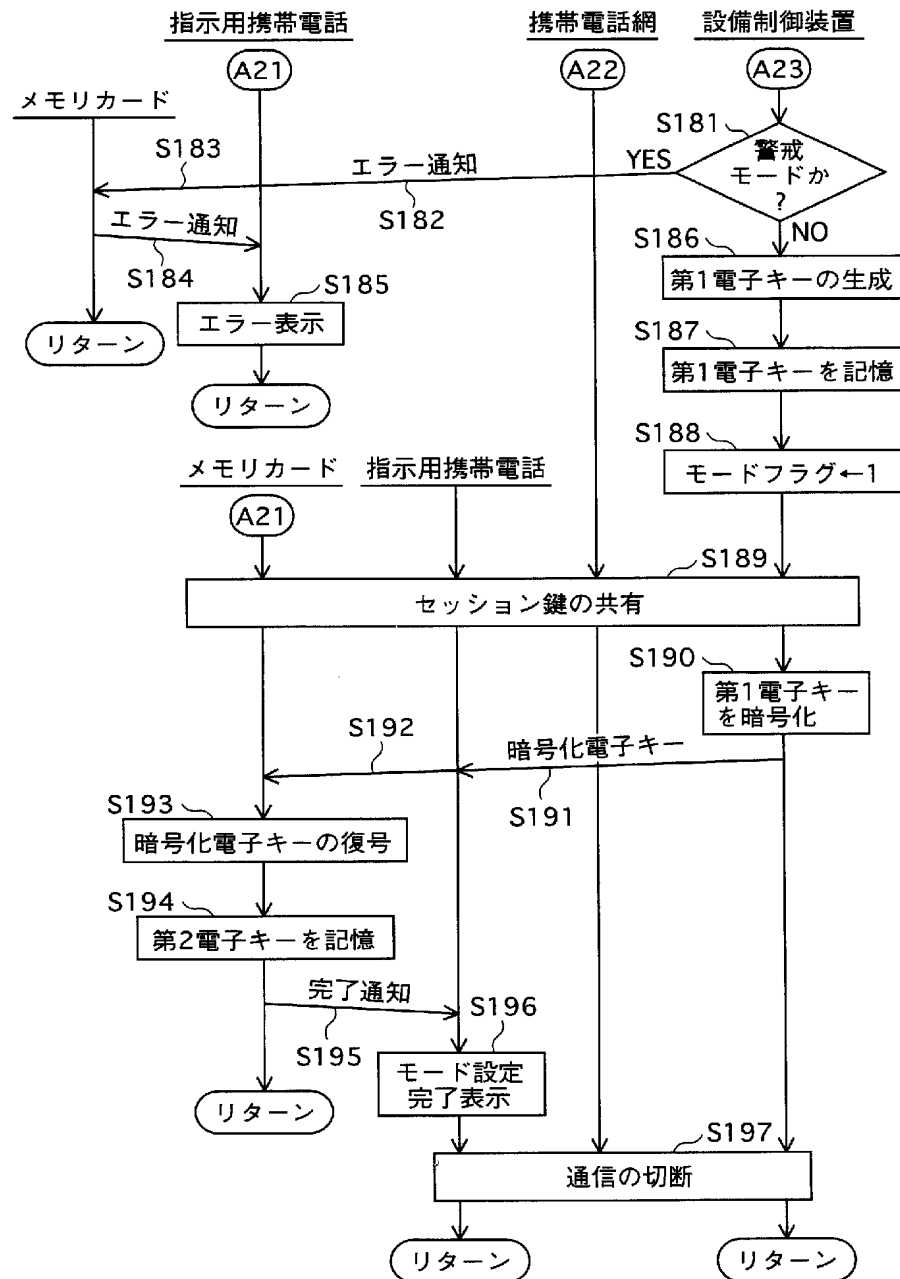 指示用携帯電話
携帯電話網
設備制御装置
A21
A22
A23
メモリカード
S181
警戒
モードか
?
YES
NO
S183
エラー通知
S182
エラー通知
S184
S185
エラー表示
リターン
リターン
S186
第1電子キーの生成
S187
第1電子キーを記憶
S188
モードフラグ←1
メモリカード
指示用携帯電話
A21
S189
セッション鍵の共有
S190
第1電子キー
を暗号化
S192
暗号化電子キー
S191
S193
暗号化電子キーの復号
S194
第2電子キーを記憶
完了通知
S195
S196
モード設定
完了表示
リターン
S197
通信の切断
リターン
リターン